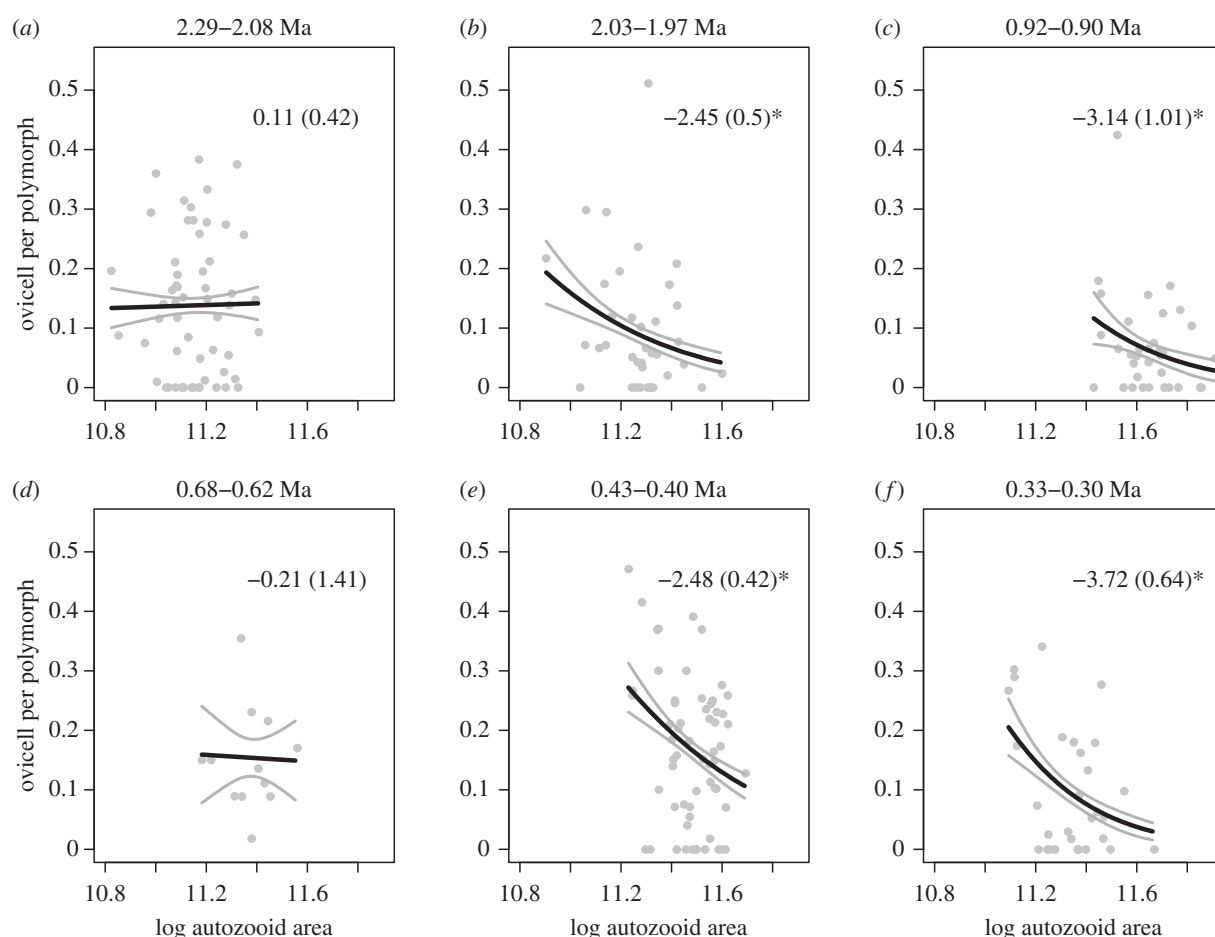 (a) 2.29−2.08 Ma
(b) 2.03−1.97 Ma
(c) 0.92−0.90 Ma
ovicell per polymorph
0.5
0.4
0.3
0.2
0.1
0
0.11 (0.42)
10.8 11.2 11.6
0.5
0.4
0.3
0.2
0.1
0
−2.45 (0.5)*
10.8 11.2 11.6
0.5
0.4
0.3
0.2
0.1
0
−3.14 (1.01)*
10.8 11.2 11.6
(d) 0.68−0.62 Ma
(e) 0.43−0.40 Ma
(f) 0.33−0.30 Ma
ovicell per polymorph
0.5
0.4
0.3
0.2
0.1
0
−0.21 (1.41)
10.8 11.2 11.6
log autozooid area
0.5
0.4
0.3
0.2
0.1
0
−2.48 (0.42)*
10.8 11.2 11.6
log autozooid area
0.5
0.4
0.3
0.2
0.1
0
−3.72 (0.64)*
10.8 11.2 11.6
log autozooid area